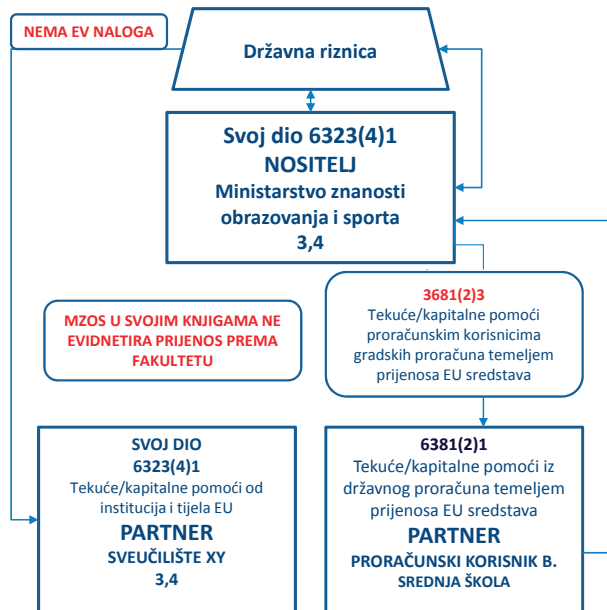 NEMA EV NALOGA
Državna riznica
Svoj dio 6323(4)1
NOSITELJ
Ministarstvo znanosti
obrazovanja i sporta
3,4
3681(2)3
Tekuće/kapitalne pomoći
proračunskim korisnicima
gradskih proračuna temeljem
prijenosa EU sredstava
MZOS U SVOJIM KNJIGAMA NE
EVIDNETIRA PRIJENOS PREMA
FAKULTETU
SVOJ DIO
6323(4)1
Tekuće/kapitalne pomoći od
institucija i tijela EU
PARTNER
SVEUČILIŠTE XY
3,4
6381(2)1
Tekuće/kapitalne pomoći iz
državnog proračuna temeljem
prijenosa EU sredstava
PARTNER
PRORAČUNSKI KORISNIK B.
SREDNJA ŠKOLA